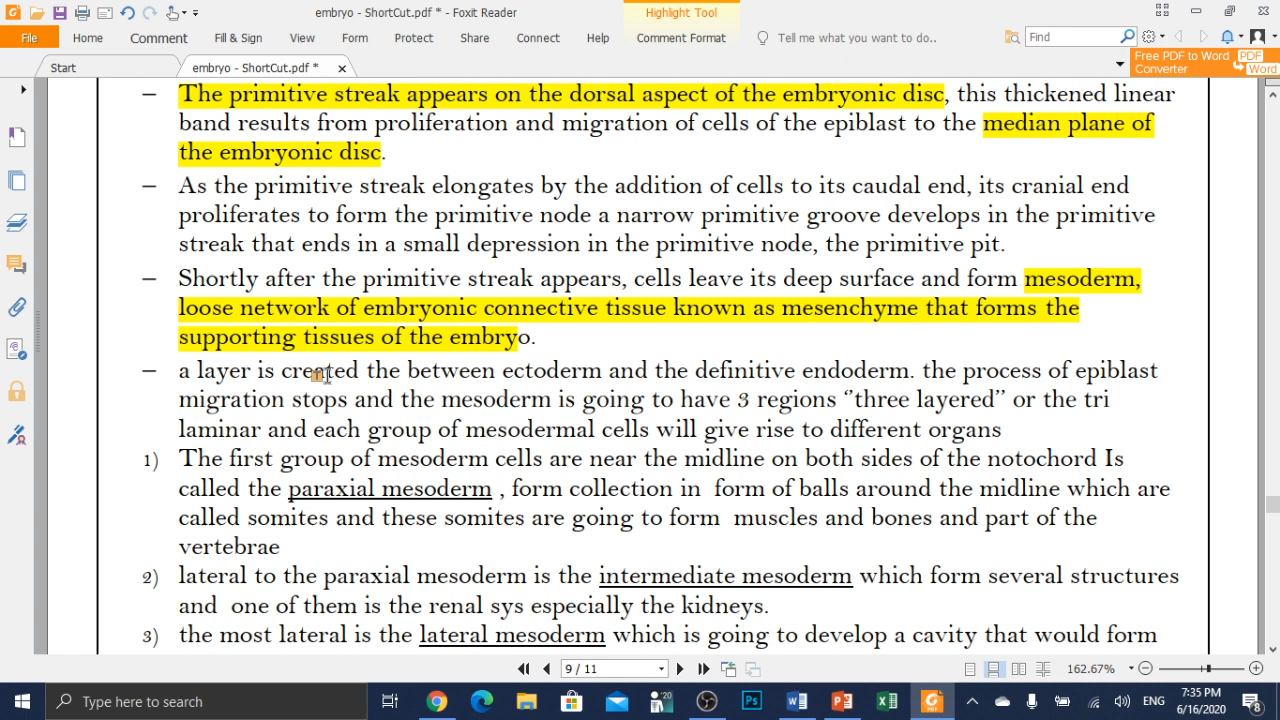 embryo - ShortCut.pdf * - Foxit Reader
Highlight Tool
File Home Comment Fill & Sign View Form Protect Share Connect Help Comment Format Tell me what you want to do.. Find
Start
embryo - ShortCut.pdf *
Free PDF to Word Converter
PDF Word
– The primitive streak appears on the dorsal aspect of the embryonic disc, this thickened linear
band results from proliferation and migration of cells of the epiblast to the median plane of
the embryonic disc.
– As the primitive streak elongates by the addition of cells to its caudal end, its cranial end
proliferates to form the primitive node a narrow primitive groove develops in the primitive
streak that ends in a small depression in the primitive node, the primitive pit.
– Shortly after the primitive streak appears, cells leave its deep surface and form mesoderm,
loose network of embryonic connective tissue known as mesenchyme that forms the
supporting tissues of the embryo.
– a layer is created the between ectoderm and the definitive endoderm. the process of epiblast
migration stops and the mesoderm is going to have 3 regions ‘’three layered’’ or the tri
laminar and each group of mesodermal cells will give rise to different organs
1) The first group of mesoderm cells are near the midline on both sides of the notochord Is
called the paraxial mesoderm , form collection in form of balls around the midline which are
called somites and these somites are going to form muscles and bones and part of the
vertebrae
2) lateral to the paraxial mesoderm is the intermediate mesoderm which form several structures
and one of them is the renal sys especially the kidneys.
3) the most lateral is the lateral mesoderm which is going to develop a cavity that would form
9 / 11
162.67%
Type here to search
ENG
7:35 PM
6/16/2020
8